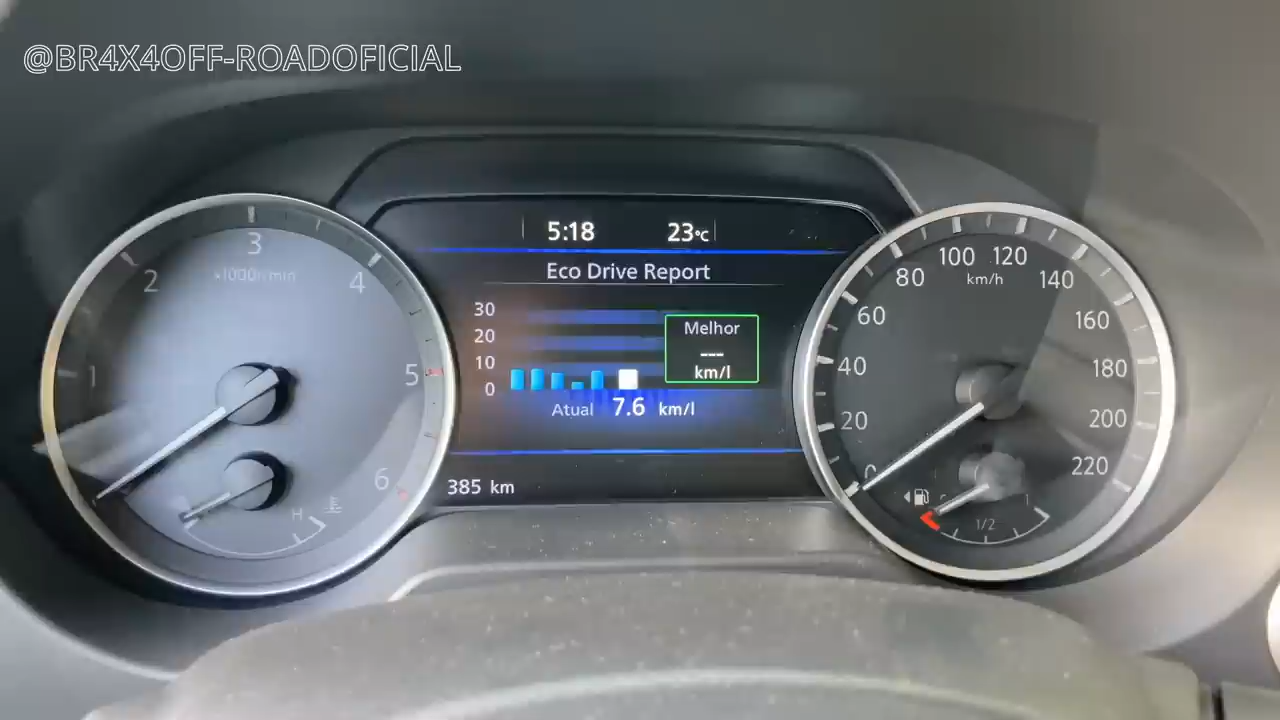 @BR4X4OFF-ROADOFICIAL
5:18 23°C
Eco Drive Report
30
20
10
0
Melhor
---
km/l
Atual 7.6 km/l
385 km
1
2
3
4
5
6
x1000r/min
H
0
20
40
60
80
100
120
140
160
180
200
220
km/h
1/2
1